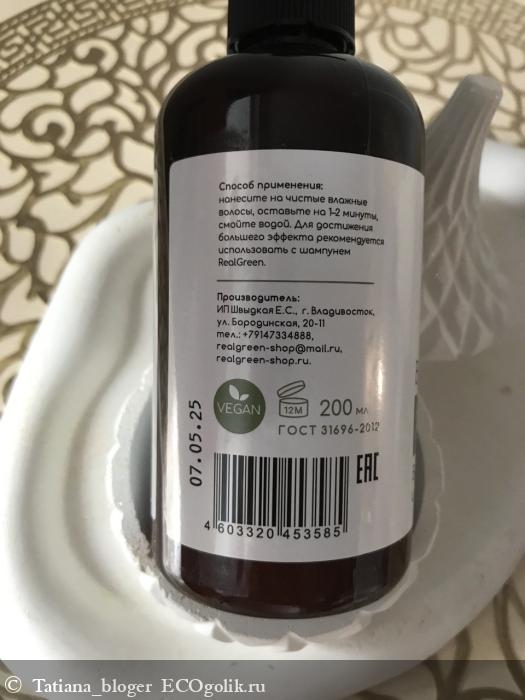 Способ применения:
нанесите на чистые влажные
волосы, оставьте на 1-2 минуты,
смойте водой. Для достижения
большего эффекта рекомендуется
использовать с шампунем
RealGreen.
Производитель:
ИП Швыдкая Е.С., г. Владивосток,
ул. Бородинская, 20-11
тел.: +79147334888,
realgreen-shop@mail.ru,
realgreen-shop.ru.
VEGAN
12M
200 мл
ГОСТ 31696-2012
07.05.25
EAC
4 603320 453585
© Tatiana_bloger ECOgolik.ru